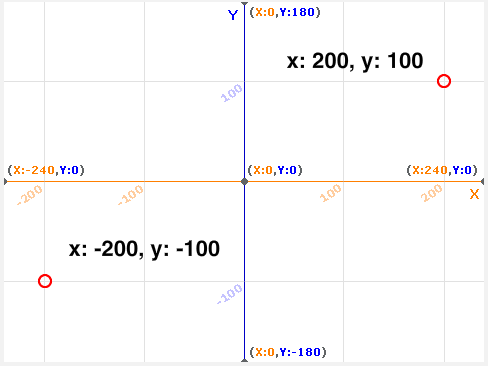 Y (X:0,Y:180)
x: 200, y: 100
100
(X:-240,Y:0) (X:0,Y:0) (X:240,Y:0)
-200 -100 100 200 X
x: -200, y: -100
-100
(X:0,Y:-180)